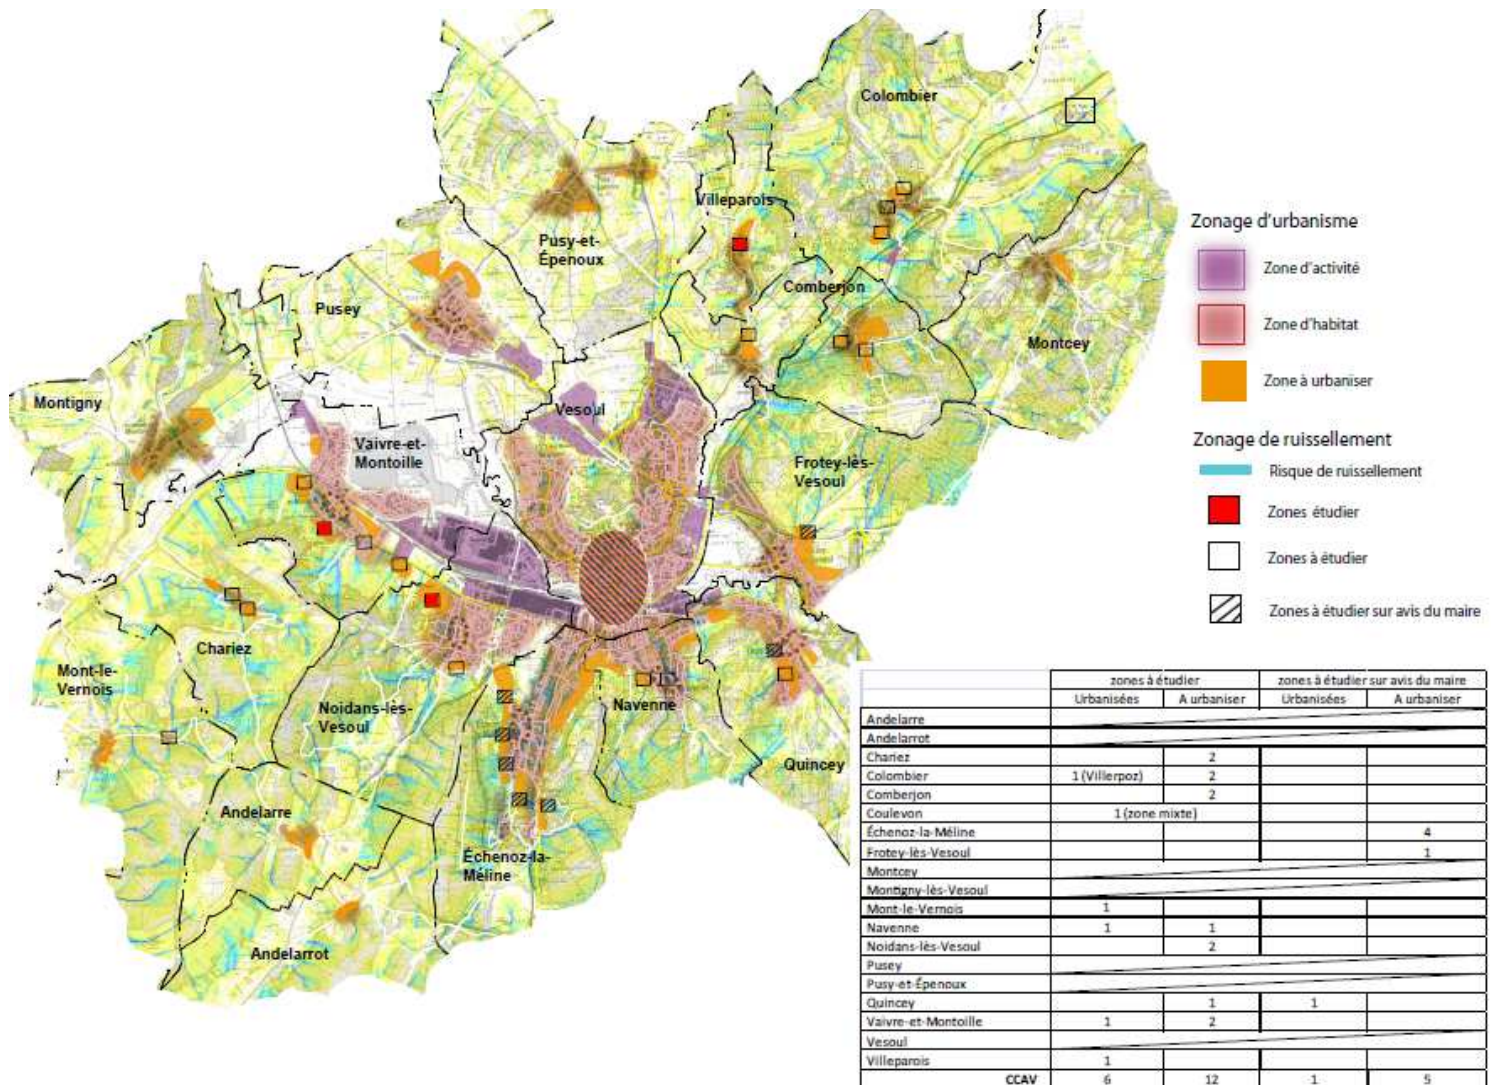 Colombier
Villeparois
Pusy-et-
Épenoux
Comberjon
Pusey
Montcey
Montigny
Vesoul
Vaivre-et-
Montoille
Frotey-lès-
Vesoul
Chariez
Mont-le-
Vernois
Noidans-lès-
Vesoul
Navenne
Quincey
Andelarre
Échenoz-la-
Méline
Andelarrot
Zonage d'urbanisme
Zone d'activité
Zone d'habitat
Zone à urbaniser
Zonage de ruissellement
Risque de ruissellement
Zones étudier
Zones à étudier
Zones à étudier sur avis du maire
zones à étudier zones à étudier sur avis du maire
Urbanisées A urbaniser Urbanisées A urbaniser
Andelarre
Andelarrot
Chariez 2
Colombier 1 (Villerpoz) 2
Comberjon 2
Coulevon 1 (zone mixte)
Échenoz-la-Méline 4
Frotey-lès-Vesoul 1
Montcey
Montigny-lès-Vesoul
Mont-le-Vernois 1
Navenne 1 1
Noidans-lès-Vesoul 2
Pusey
Pusy-et-Épenoux
Quincey 1 1
Vaivre-et-Montoille 1 2
Vesoul
Villeparois 1
CCAV 6 12 1 5